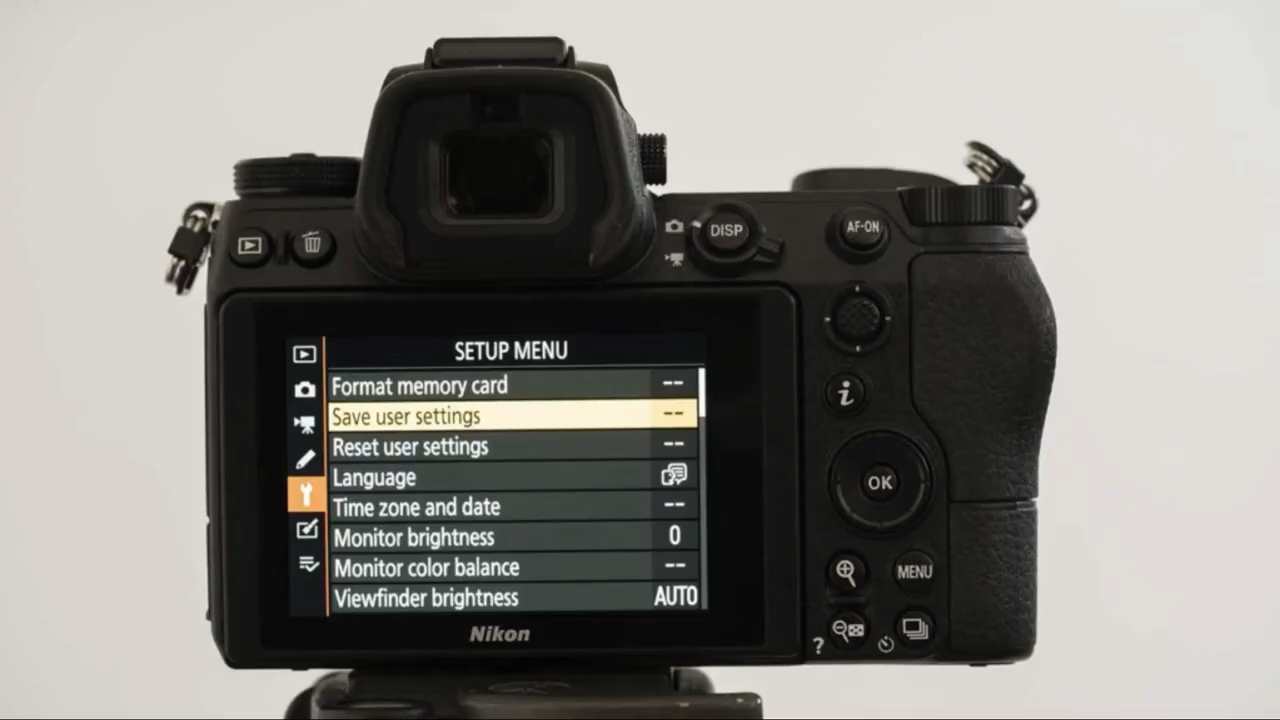 DISP
AF-ON
SETUP MENU
Format memory card --
Save user settings --
Reset user settings --
Language
Time zone and date --
Monitor brightness 0
Monitor color balance --
Viewfinder brightness AUTO
i
OK
MENU
?
Nikon